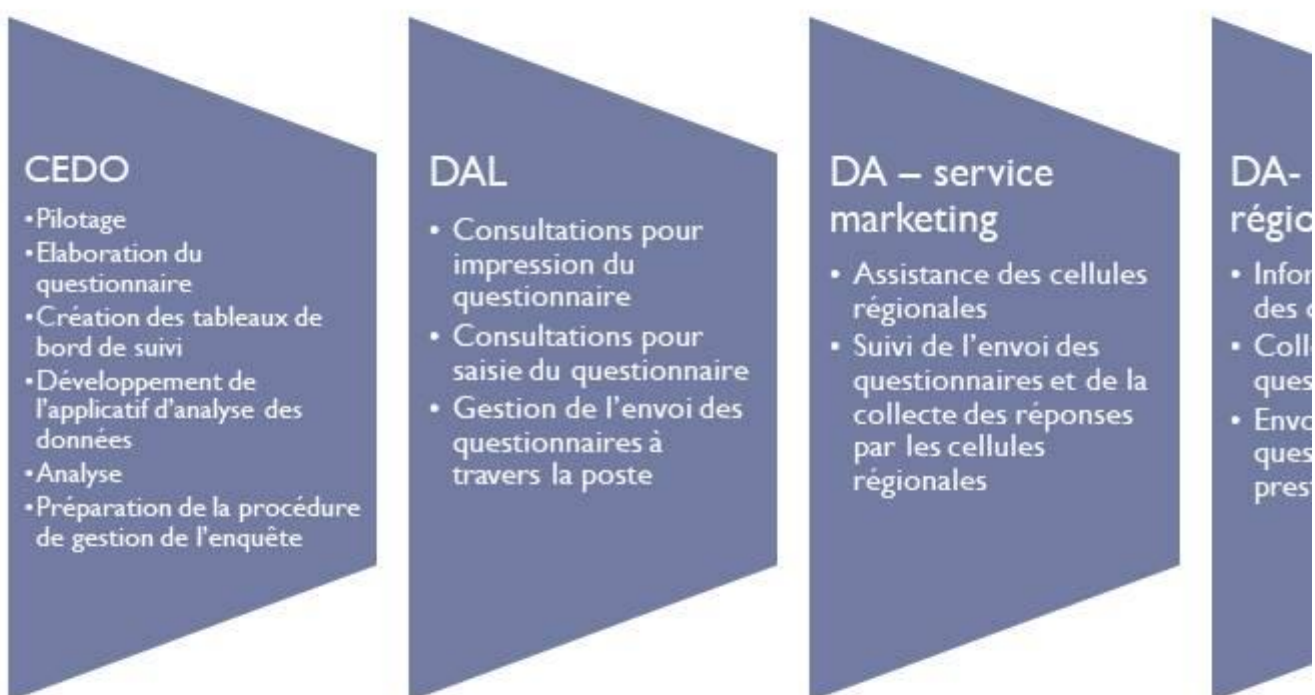 CEDO
•Pilotage
•Elaboration du
questionnaire
•Création des tableaux de
bord de suivi
•Développement de
l'applicatif d'analyse des
données
•Analyse
•Préparation de la procédure
de gestion de l'enquête
DAL
• Consultations pour
impression du
questionnaire
• Consultations pour
saisie du questionnaire
• Gestion de l'envoi des
questionnaires à
travers la poste
DA – service
marketing
• Assistance des cellules
régionales
• Suivi de l'envoi des
questionnaires et de la
collecte des réponses
par les cellules
régionales
DA-
•
des
•
•